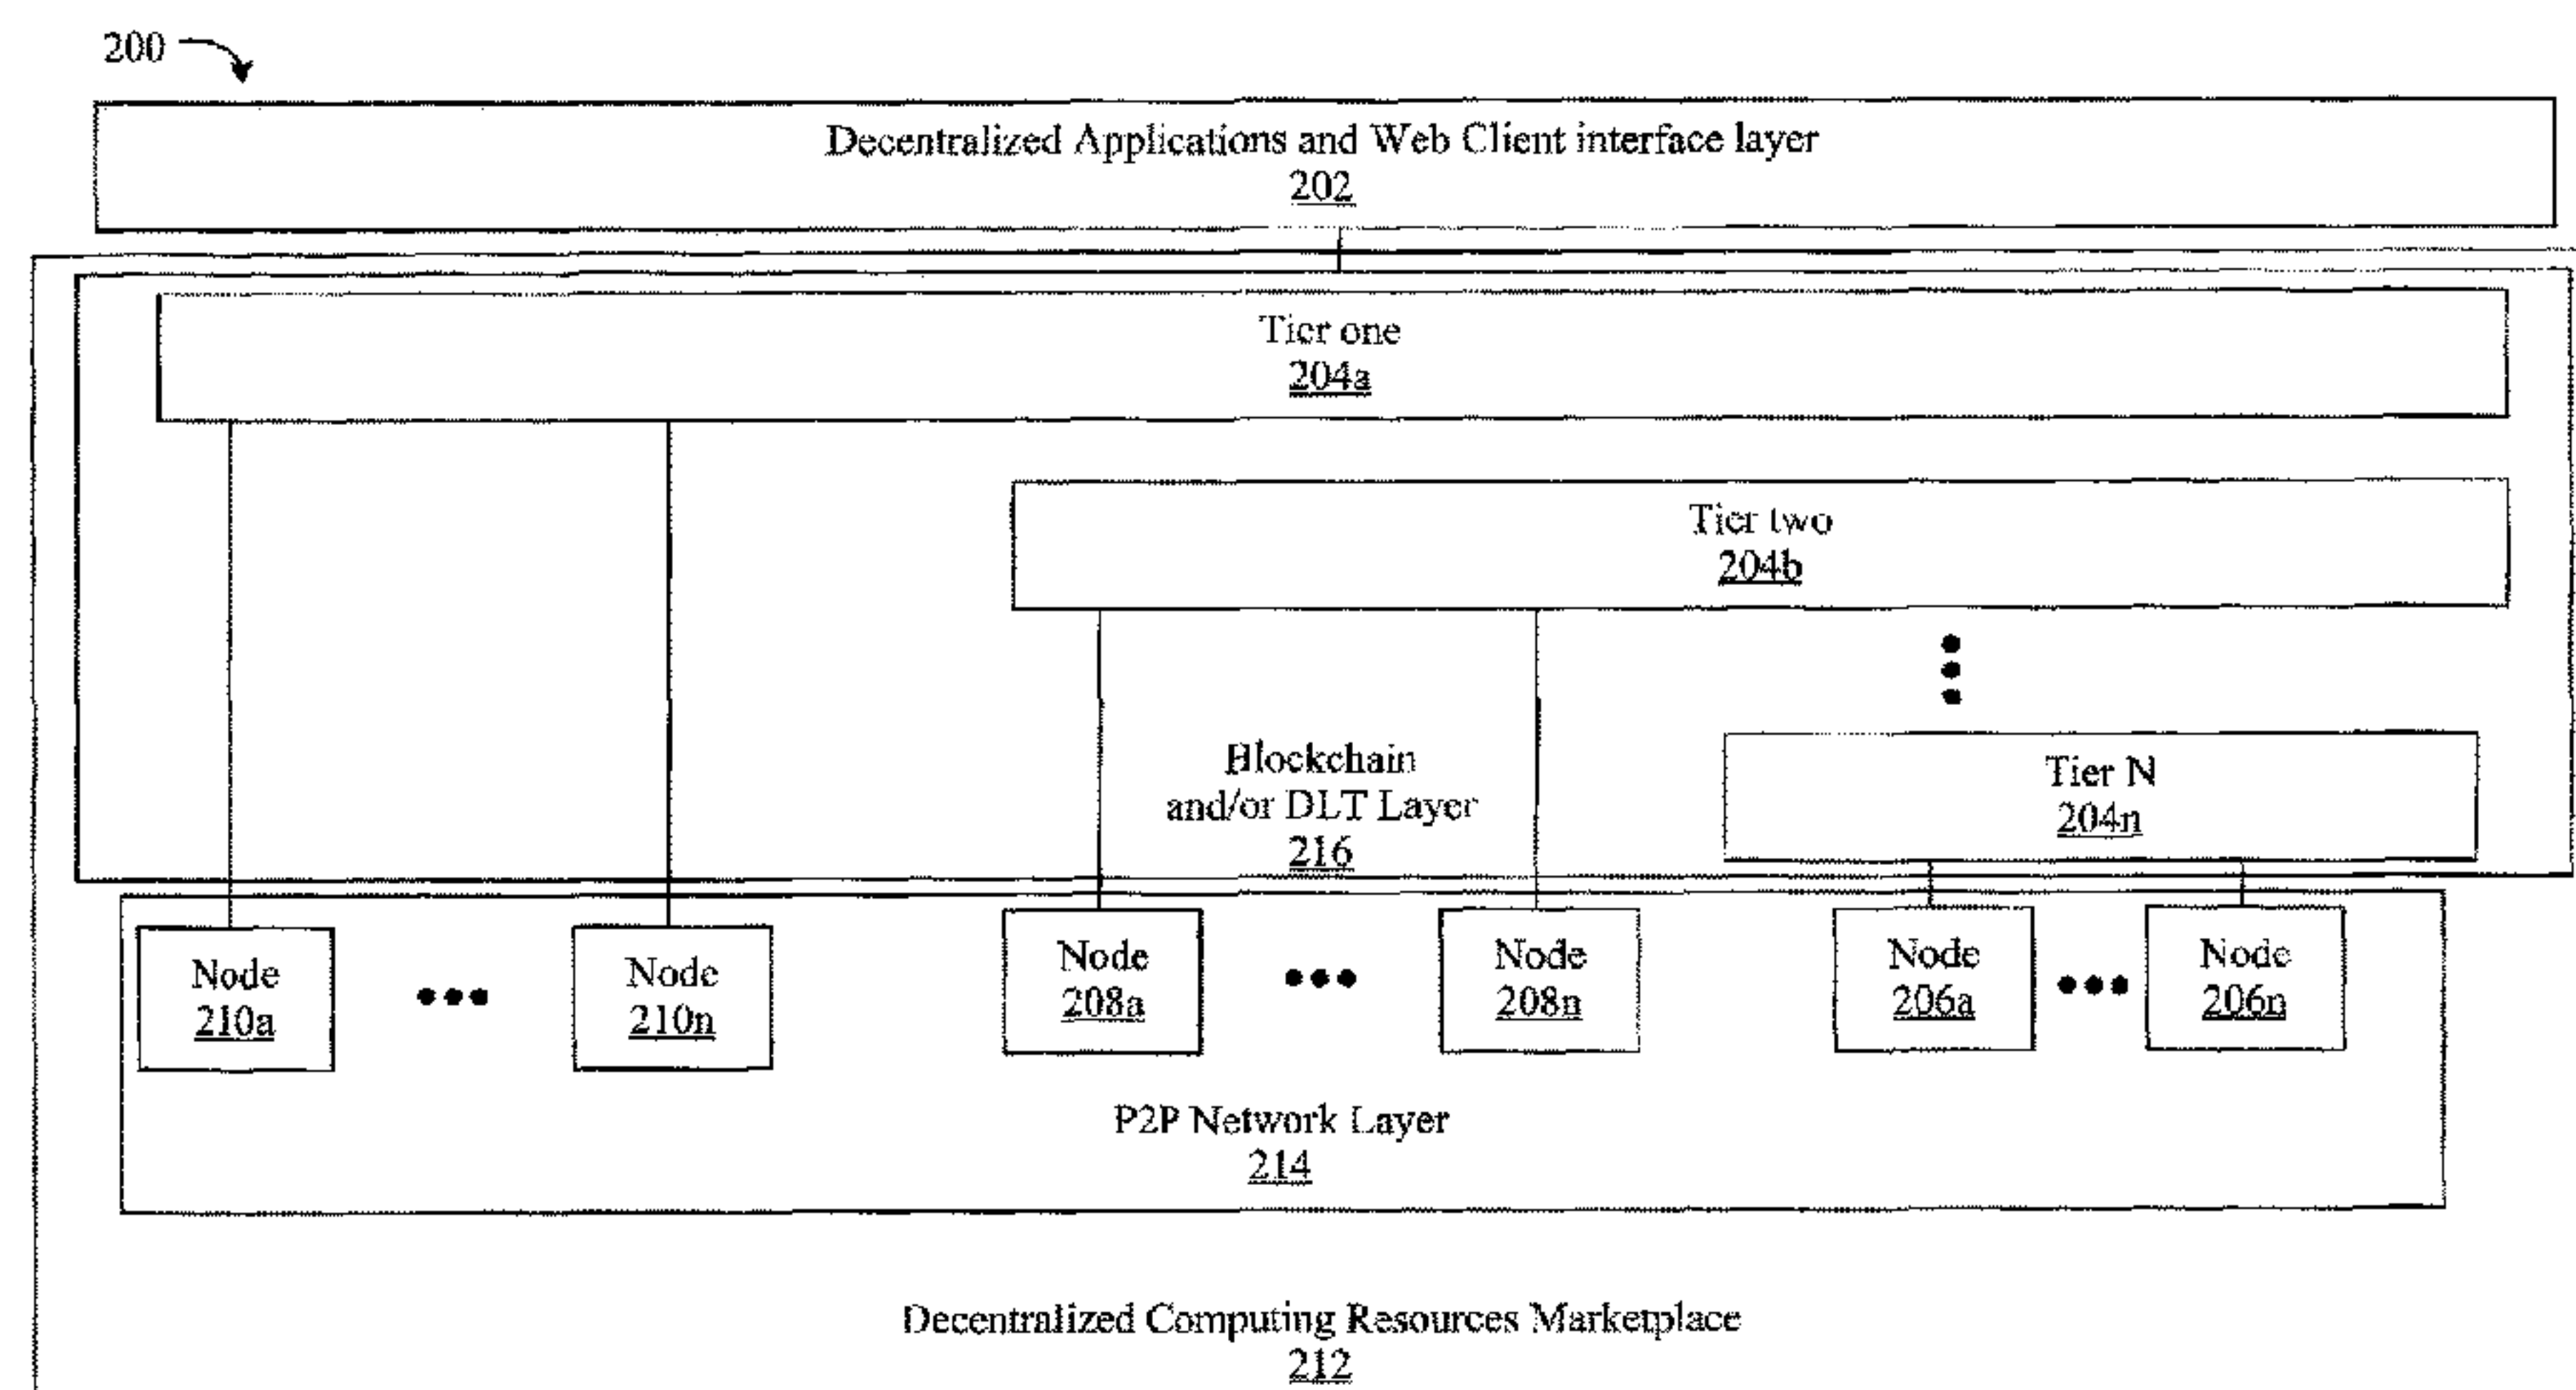 200
Decentralized Applications and Web Client interface layer
202
Tier one
204a
Tier two
204b
Blockchain
and/or DLT Layer
216
Tier N
204n
Node
210a
Node
210n
Node
208a
Node
208n
Node
206a
Node
206n
P2P Network Layer
214
Decentralized Computing Resources Marketplace
212